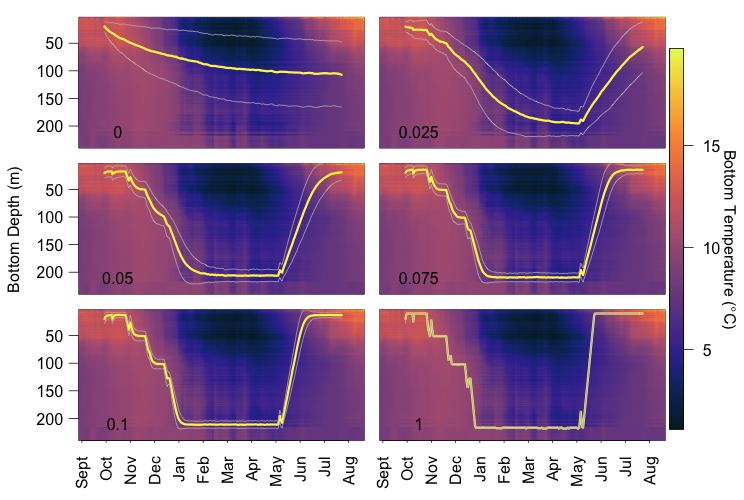 50
100
150
200
0
0.025
50
100
150
200
0.05
0.075
50
100
150
200
0.1
1
Bottom Depth (m)
Sept
Oct
Nov
Dec
Jan
Feb
Mar
Apr
May
Jun
Jul
Aug
Sept
Oct
Nov
Dec
Jan
Feb
Mar
Apr
May
Jun
Jul
Aug
15
10
5
Bottom Temperature (°C)